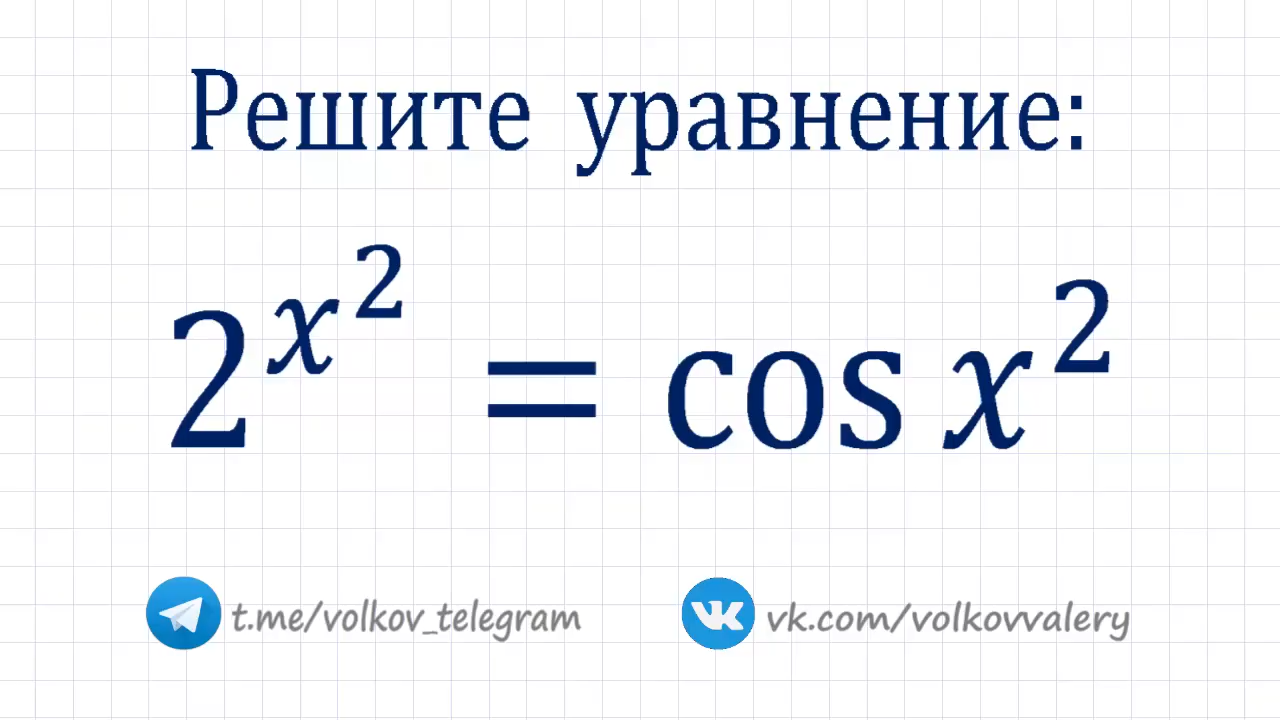 Решите уравнение:
2^{x^2} = cos x^2
t.me/volkov_telegram
vk.com/volkovvalery